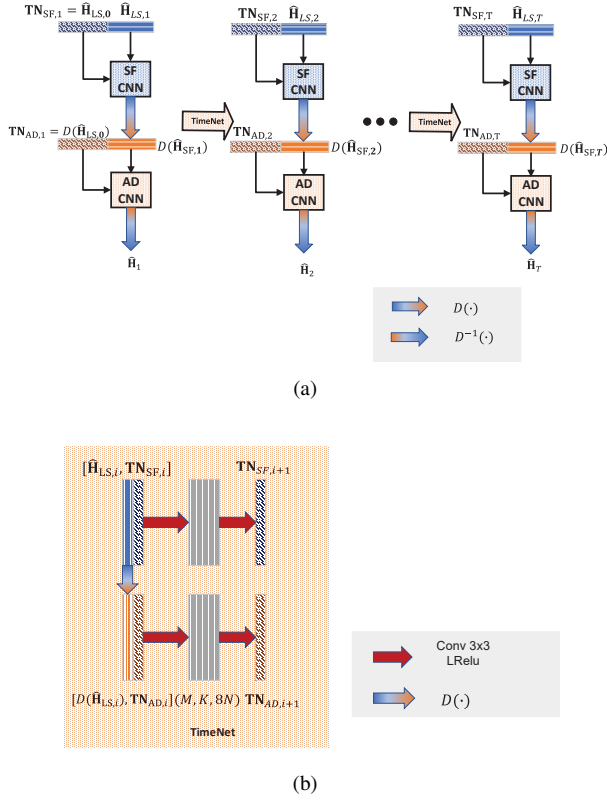 TN_SF,1 = Ĥ_LS,0 Ĥ_LS,1
TN_SF,2 Ĥ_LS,2
TN_SF,T Ĥ_LS,T
SF CNN
SF CNN
SF CNN
TimeNet
TimeNet
TN_AD,1 = D(Ĥ_LS,0) D(Ĥ_SF,1)
TN_AD,2 D(Ĥ_SF,2)
TN_AD,T D(Ĥ_SF,T)
AD CNN
AD CNN
AD CNN
Ĥ_1
Ĥ_2
Ĥ_T
D(·)
D⁻¹(·)
(a)
[Ĥ_LS,i, TN_SF,i] TN_SF,i+1
[D(Ĥ_LS,i), TN_AD,i] (M, K, 8N) TN_AD,i+1
TimeNet
Conv 3x3
LRelu
D(·)
(b)